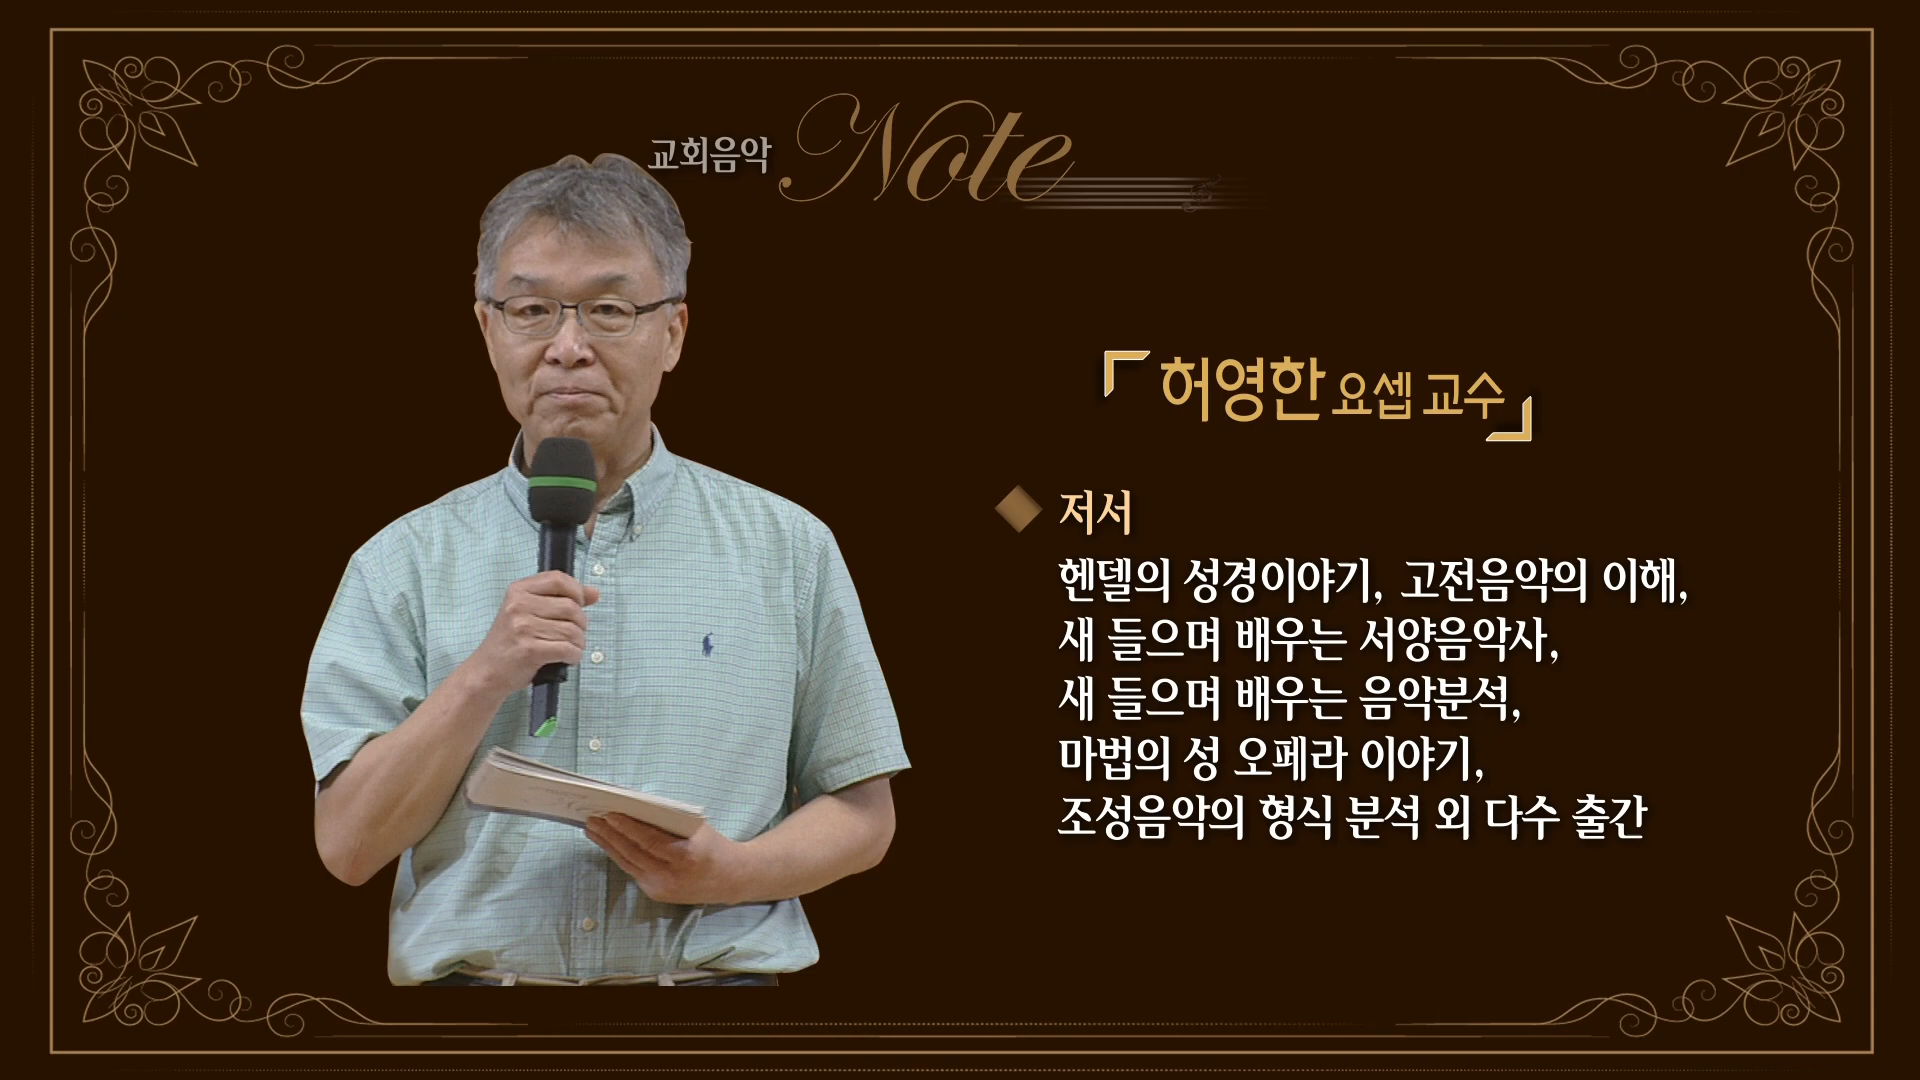 교회음악 Note
「허영한 요셉 교수」
저서
헨델의 성경이야기, 고전음악의 이해,
새 들으며 배우는 서양음악사,
새 들으며 배우는 음악분석,
마법의 성 오페라 이야기,
조성음악의 형식 분석 외 다수 출간